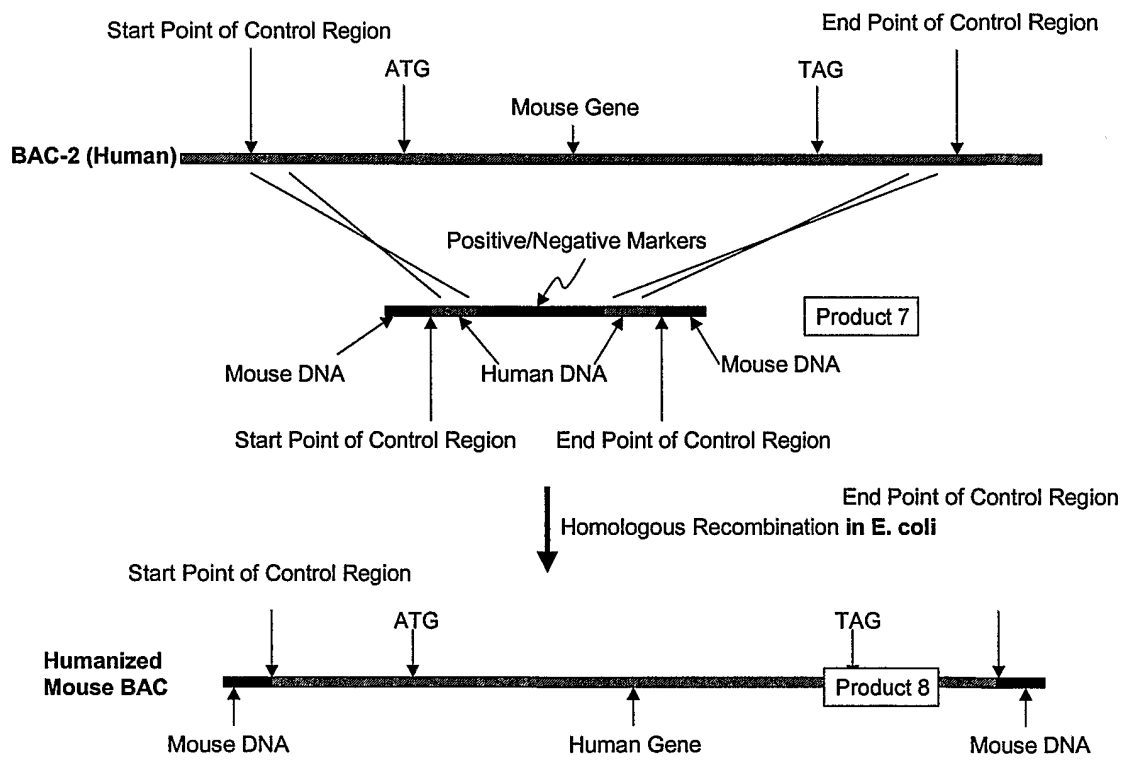 Start Point of Control Region
End Point of Control Region
ATG
TAG
Mouse Gene
BAC-2 (Human)
Positive/Negative Markers
Product 7
Mouse DNA
Human DNA
Mouse DNA
Start Point of Control Region
End Point of Control Region
End Point of Control Region
Homologous Recombination in E. coli
Start Point of Control Region
ATG
TAG
Humanized
Mouse BAC
Product 8
Mouse DNA
Human Gene
Mouse DNA